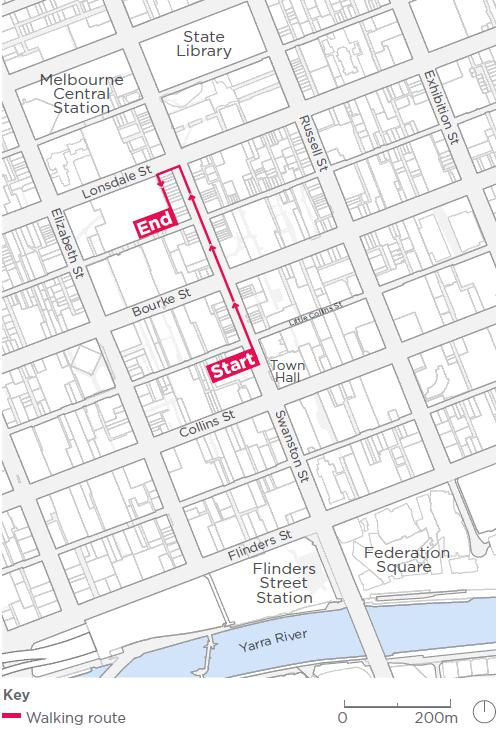 State
Library
Melbourne
Central
Station
Exhibition St
Russell St
Lonsdale St
End
Elizabeth St
Bourke St
Little Collins St
Start
Town
Hall
Collins St
Swanston St
Flinders St
Federation
Square
Flinders
Street
Station
Yarra River
Key
Walking route
0
200m